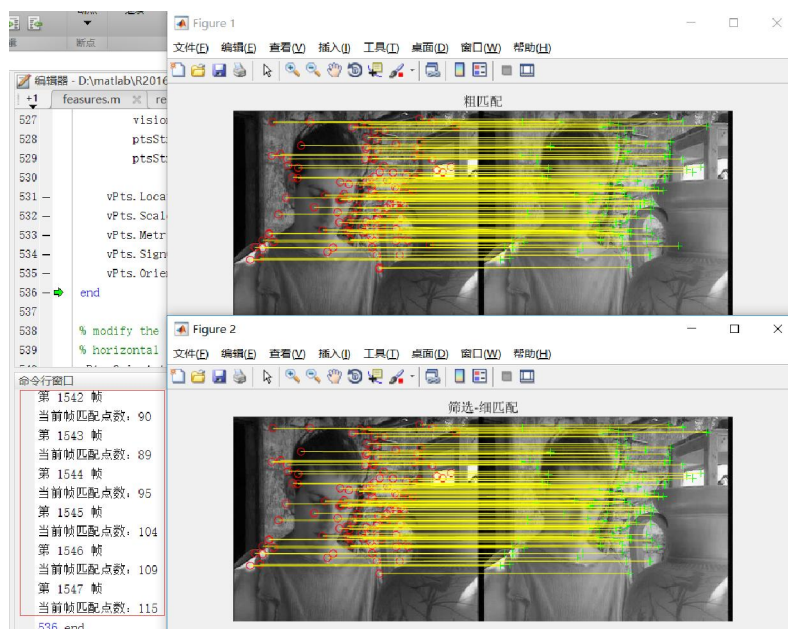 断点
Figure 1
文件(F) 编辑(E) 查看(V) 插入(I) 工具(T) 桌面(D) 窗口(W) 帮助(H)
粗匹配
编辑器 - D:\matlab\R2016
+1 feasures.m × re
527 visio
528 ptsSt
529 ptsSt
530
531 — vPts.Loca
532 — vPts.Scal
533 — vPts.Metr
534 — vPts.Sign
535 — vPts.Orie
536 — end
537
538 % modify the
539 % horizontal
Figure 2
文件(F) 编辑(E) 查看(V) 插入(I) 工具(T) 桌面(D) 窗口(W) 帮助(H)
筛选-细匹配
命令行窗口
第 1542 帧
当前帧匹配点数: 90
第 1543 帧
当前帧匹配点数: 89
第 1544 帧
当前帧匹配点数: 95
第 1545 帧
当前帧匹配点数: 104
第 1546 帧
当前帧匹配点数: 109
第 1547 帧
当前帧匹配点数: 115
536 end